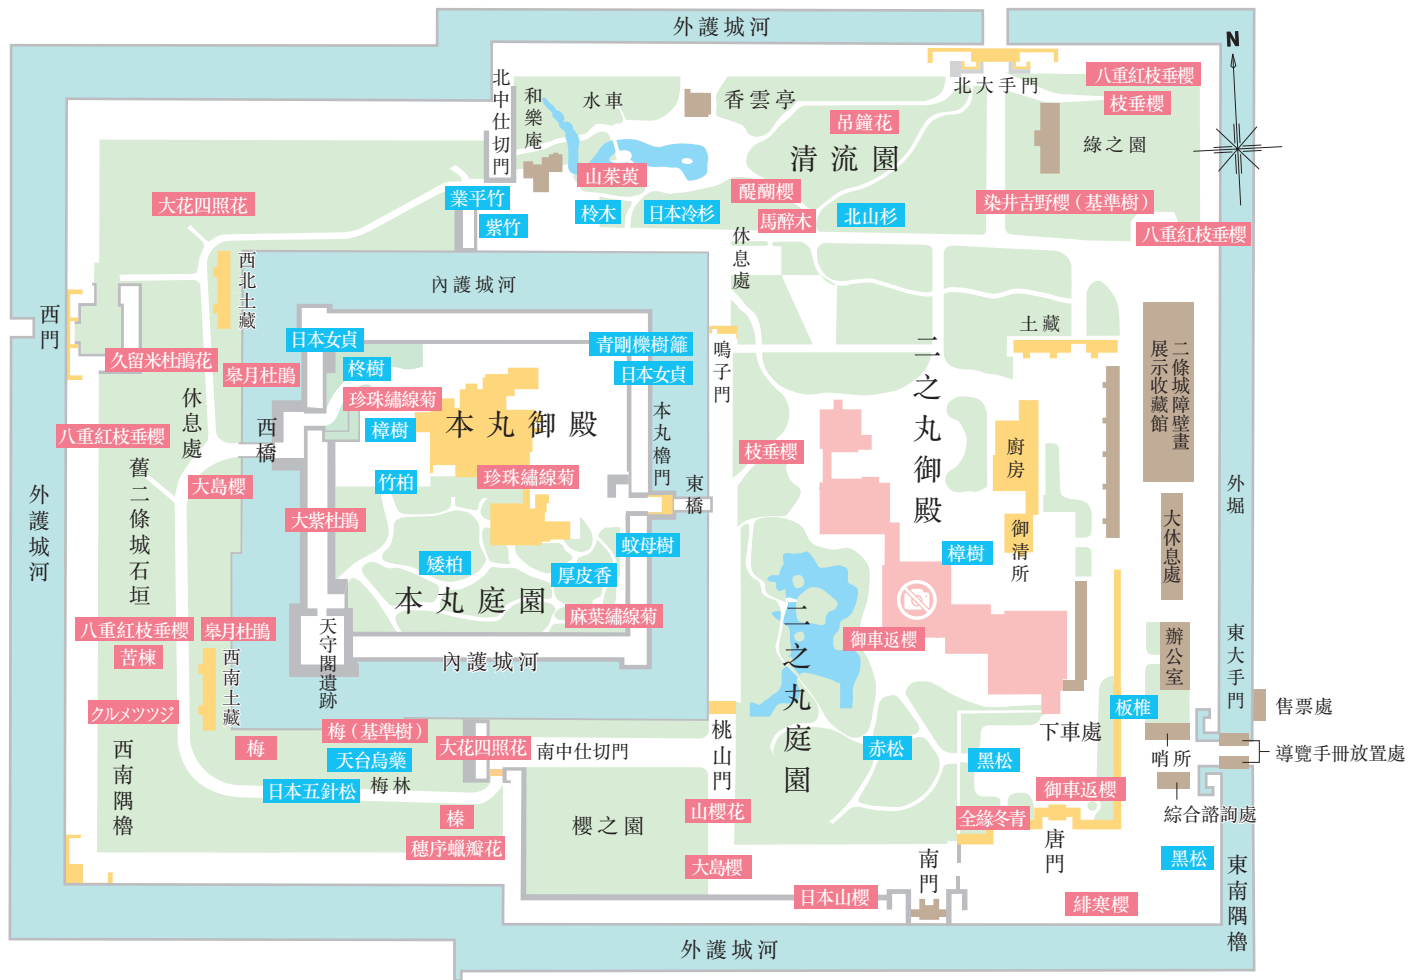 外護城河
N
北大手門
八重紅枝垂櫻
枝垂櫻
北中仕切門
和樂庵
水車
香雲亭
吊鐘花
綠之園
清流園
山茱萸
醍醐櫻
大花四照花
業平竹
紫竹
柃木
日本冷杉
馬醉木
北山杉
染井吉野櫻（基準樹）
八重紅枝垂櫻
休息處
西北土藏
內護城河
西門
日本女貞
青剛櫟樹籬
鳴子門
土藏
二條城障壁畫
展示收藏館
久留米杜鵑花
皋月杜鵑
柊樹
日本女貞
二之丸御殿
休息處
珍珠繡線菊
本丸御殿
本丸櫓門
八重紅枝垂櫻
西橋
樟樹
枝垂櫻
廚房
舊二條城石垣
大島櫻
竹柏
珍珠繡線菊
東橋
外護城河
外堀
大紫杜鵑
御清所
大休息處
蚊母樹
樟樹
矮柏
厚皮香
本丸庭園
麻葉繡線菊
二之丸庭園
八重紅枝垂櫻
皋月杜鵑
天守閣遺跡
御車返櫻
辦公室
東大手門
苦楝
西南土藏
內護城河
クルメツツジ
板椎
售票處
梅（基準樹）
梅
大花四照花
南中仕切門
桃山門
赤松
下車處
西南隅櫓
天台烏藥
黑松
哨所
導覽手冊放置處
日本五針松
梅林
御車返櫻
山櫻花
綜合諮詢處
榛
櫻之園
全緣冬青
唐門
穗序蠟瓣花
大島櫻
南門
黑松
東南隅櫓
日本山櫻
緋寒櫻
外護城河